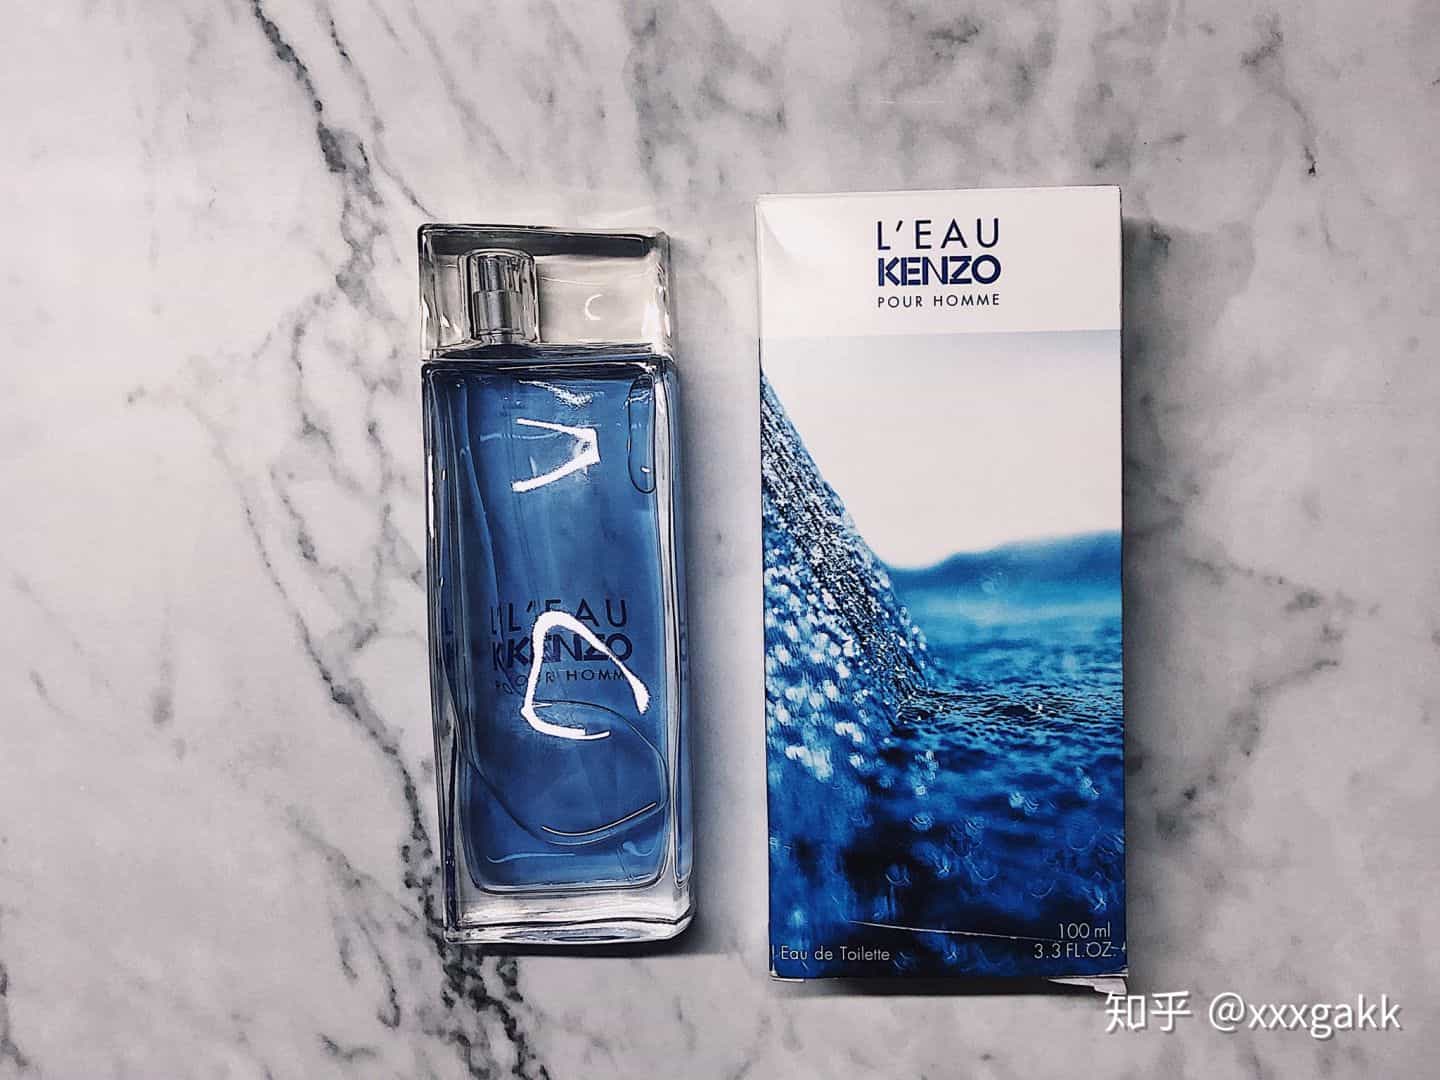 L'EAU
KENZO
POUR HOMME
L'EAU
KENZO
POUR HOMME
Eau de Toilette
100 ml
3.3 FL.OZ.
知乎 @xxxgakk